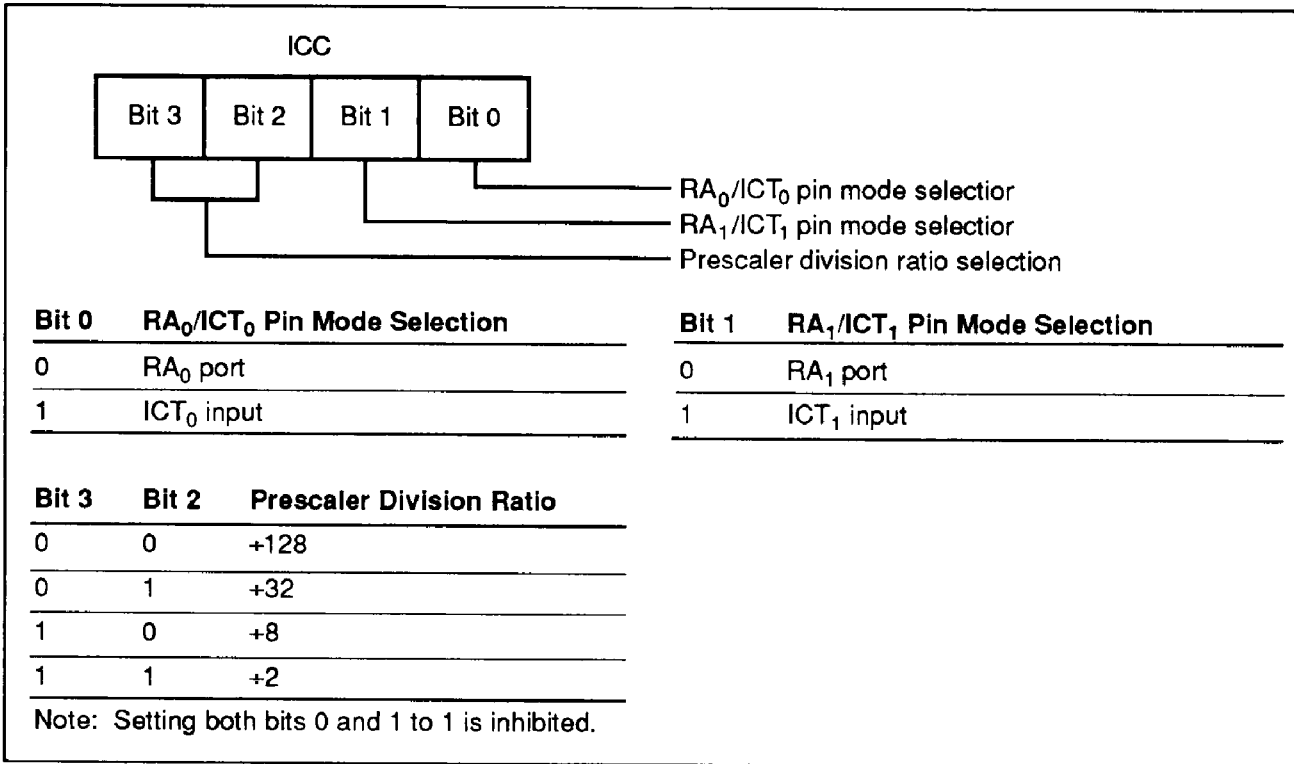 ICC
Bit 3 Bit 2 Bit 1 Bit 0
RA₀/ICT₀ pin mode selectior
RA₁/ICT₁ pin mode selectior
Prescaler division ratio selection
Bit 0 RA₀/ICT₀ Pin Mode Selection
0 RA₀ port
1 ICT₀ input
Bit 1 RA₁/ICT₁ Pin Mode Selection
0 RA₁ port
1 ICT₁ input
Bit 3 Bit 2 Prescaler Division Ratio
0 0 ÷128
0 1 ÷32
1 0 ÷8
1 1 ÷2
Note: Setting both bits 0 and 1 to 1 is inhibited.